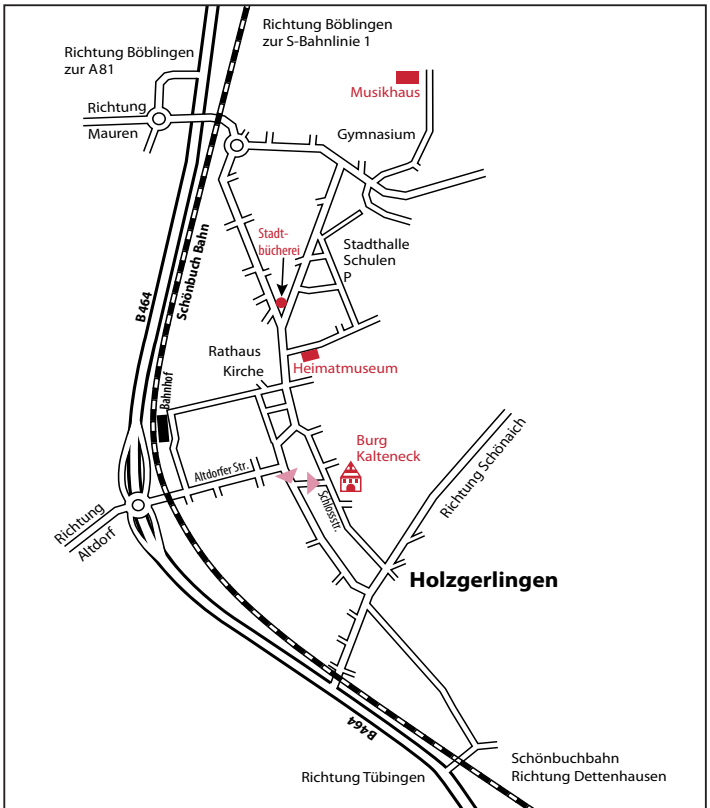 Richtung Böblingen
zur S-Bahnlinie 1
Richtung Böblingen
zur A81
Musikhaus
Richtung
Mauren
Gymnasium
Stadt-
bücherei
Stadthalle
Schulen
P
Schönbuch Bahn
B464
Rathaus
Kirche
Heimatmuseum
Bahnhof
Burg
Kalteneck
Richtung Schönaich
Altdorfer Str.
Schlossstr.
Richtung
Altdorf
Holzgerlingen
B464
Schönbuchbahn
Richtung Dettenhausen
Richtung Tübingen